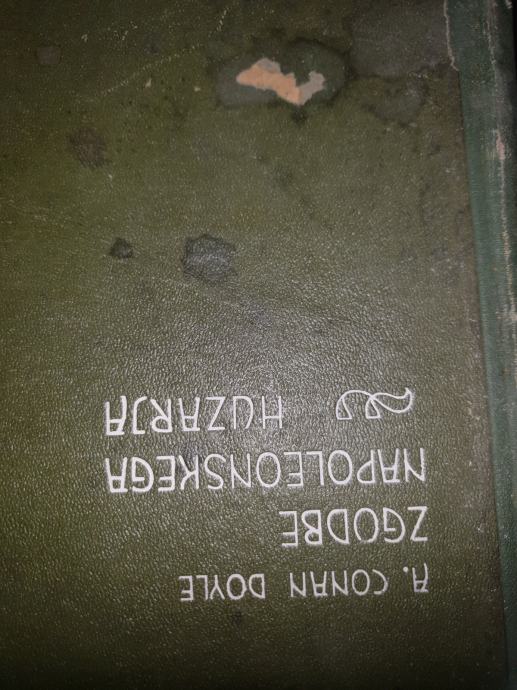 A. CONAN DOYLE
ZGODBE
NAPOLEONSKEGA
HUZARJA